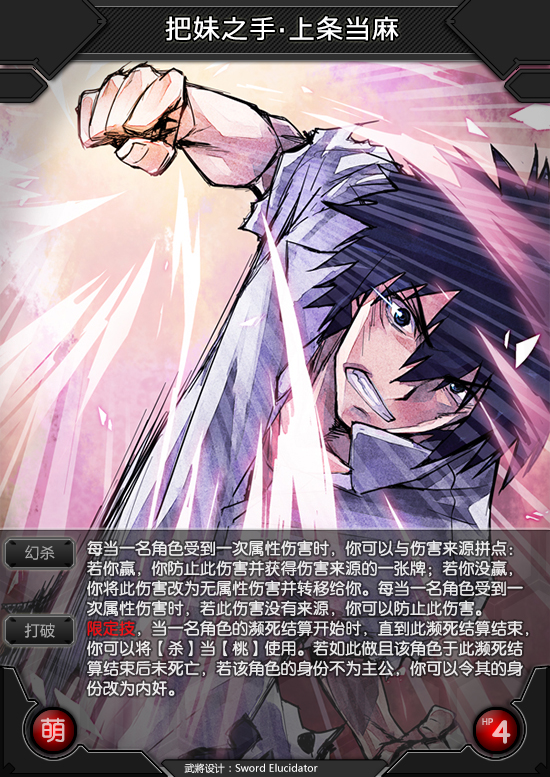 把妹之手·上条当麻
幻杀
每当一名角色受到一次属性伤害时，你可以与伤害来源拼点：
若你赢，你防止此伤害并获得伤害来源的一张牌；若你没赢，
你将此伤害改为无属性伤害并转移给你。每当一名角色受到一
次属性伤害时，若此伤害没有来源，你可以防止此伤害。
打破
限定技，当一名角色的濒死结算开始时，直到此濒死结算结束，
你可以将【杀】当【桃】使用。若如此做且该角色于此濒死结
算结束后未死亡，若该角色的身份不为主公，你可以令其的身
份改为内奸。
萌
HP 4
武将设计：Sword Elucidator